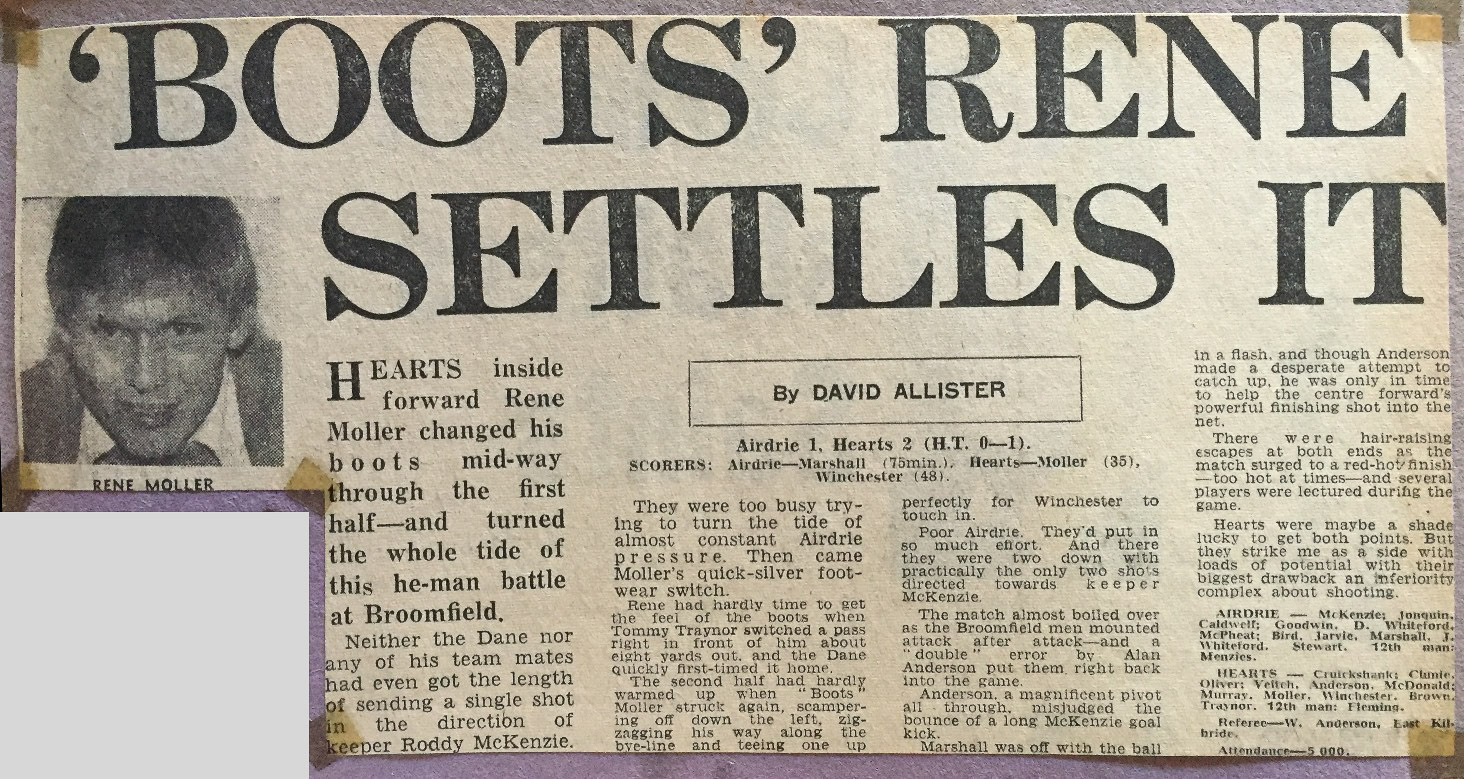 'BOOTS' RENE
SETTLES IT
RENE MOLLER
HEARTS inside
forward Rene
Moller changed his
boots mid-way
through the first
half—and turned
the whole tide of
this he-man battle
at Broomfield.
Neither the Dane nor
any of his team mates
had even got the length
of sending a single shot
in the direction of
keeper Roddy McKenzie.
By DAVID ALLISTER
Airdrie 1, Hearts 2 (H.T. 0—1).
SCORERS: Airdrie—Marshall (75min.), Hearts—Moller (35),
Winchester (48).
They were too busy try-
ing to turn the tide of
almost constant Airdrie
pressure. Then came
Moller's quick-silver foot-
wear switch.
Rene had hardly time to get
the feel of the boots when
Tommy Traynor switched a pass
right in front of him about
eight yards out, and the Dane
quickly first-timed it home.
The second half had hardly
warmed up when "Boots"
Moller struck again, scamper-
ing off down the left, zig-
zagging his way along the
bye-line and teeing one up
perfectly for Winchester to
touch in.
Poor Airdrie. They'd put in
so much effort. And there
they were two down with
practically the only two shots
directed towards keeper
McKenzie.
The match almost boiled over
as the Broomfield men mounted
attack after attack—and a
"double" error by Alan
Anderson put them right back
into the game.
Anderson, a magnificent pivot
all through, misjudged the
bounce of a long McKenzie goal
kick.
Marshall was off with the ball
in a flash, and though Anderson
made a desperate attempt to
catch up, he was only in time
to help the centre forward's
powerful finishing shot into the
net.
There were hair-raising
escapes at both ends as the
match surged to a red-hot finish
—too hot at times—and several
players were lectured during the
game.
Hearts were maybe a shade
lucky to get both points. But
they strike me as a side with
loads of potential with their
biggest drawback an inferiority
complex about shooting.
AIRDRIE — McKenzie; Jonquin,
Caldwell; Goodwin, D. Whiteford,
McPheat; Bird, Jarvie, Marshall, J.
Whiteford, Stewart. 12th man:
Menzies.
HEARTS — Cruickshank; Clunie,
Oliver; Veitch, Anderson, McDonald;
Murray, Moller, Winchester, Brown,
Traynor. 12th man: Fleming.
Referee—W. Anderson, East Kil-
bride.
Attendance—5,000.